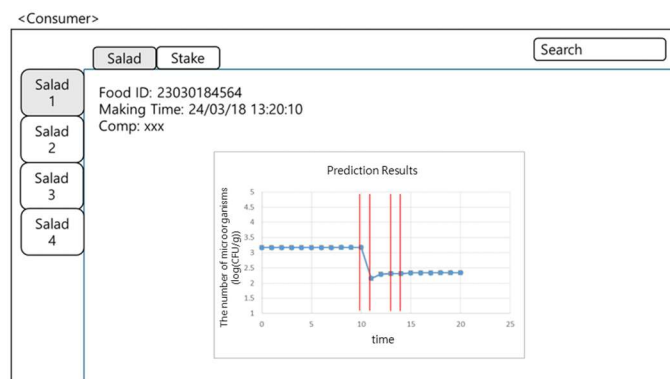 <Consumer>
Salad
Stake
Search
Salad
1
Salad
2
Salad
3
Salad
4
Food ID: 23030184564
Making Time: 24/03/18 13:20:10
Comp: xxx
Prediction Results
The number of microorganisms
(log(CFU/g))
5
4.5
4
3.5
3
2.5
2
1.5
1
0
5
10
15
20
25
time